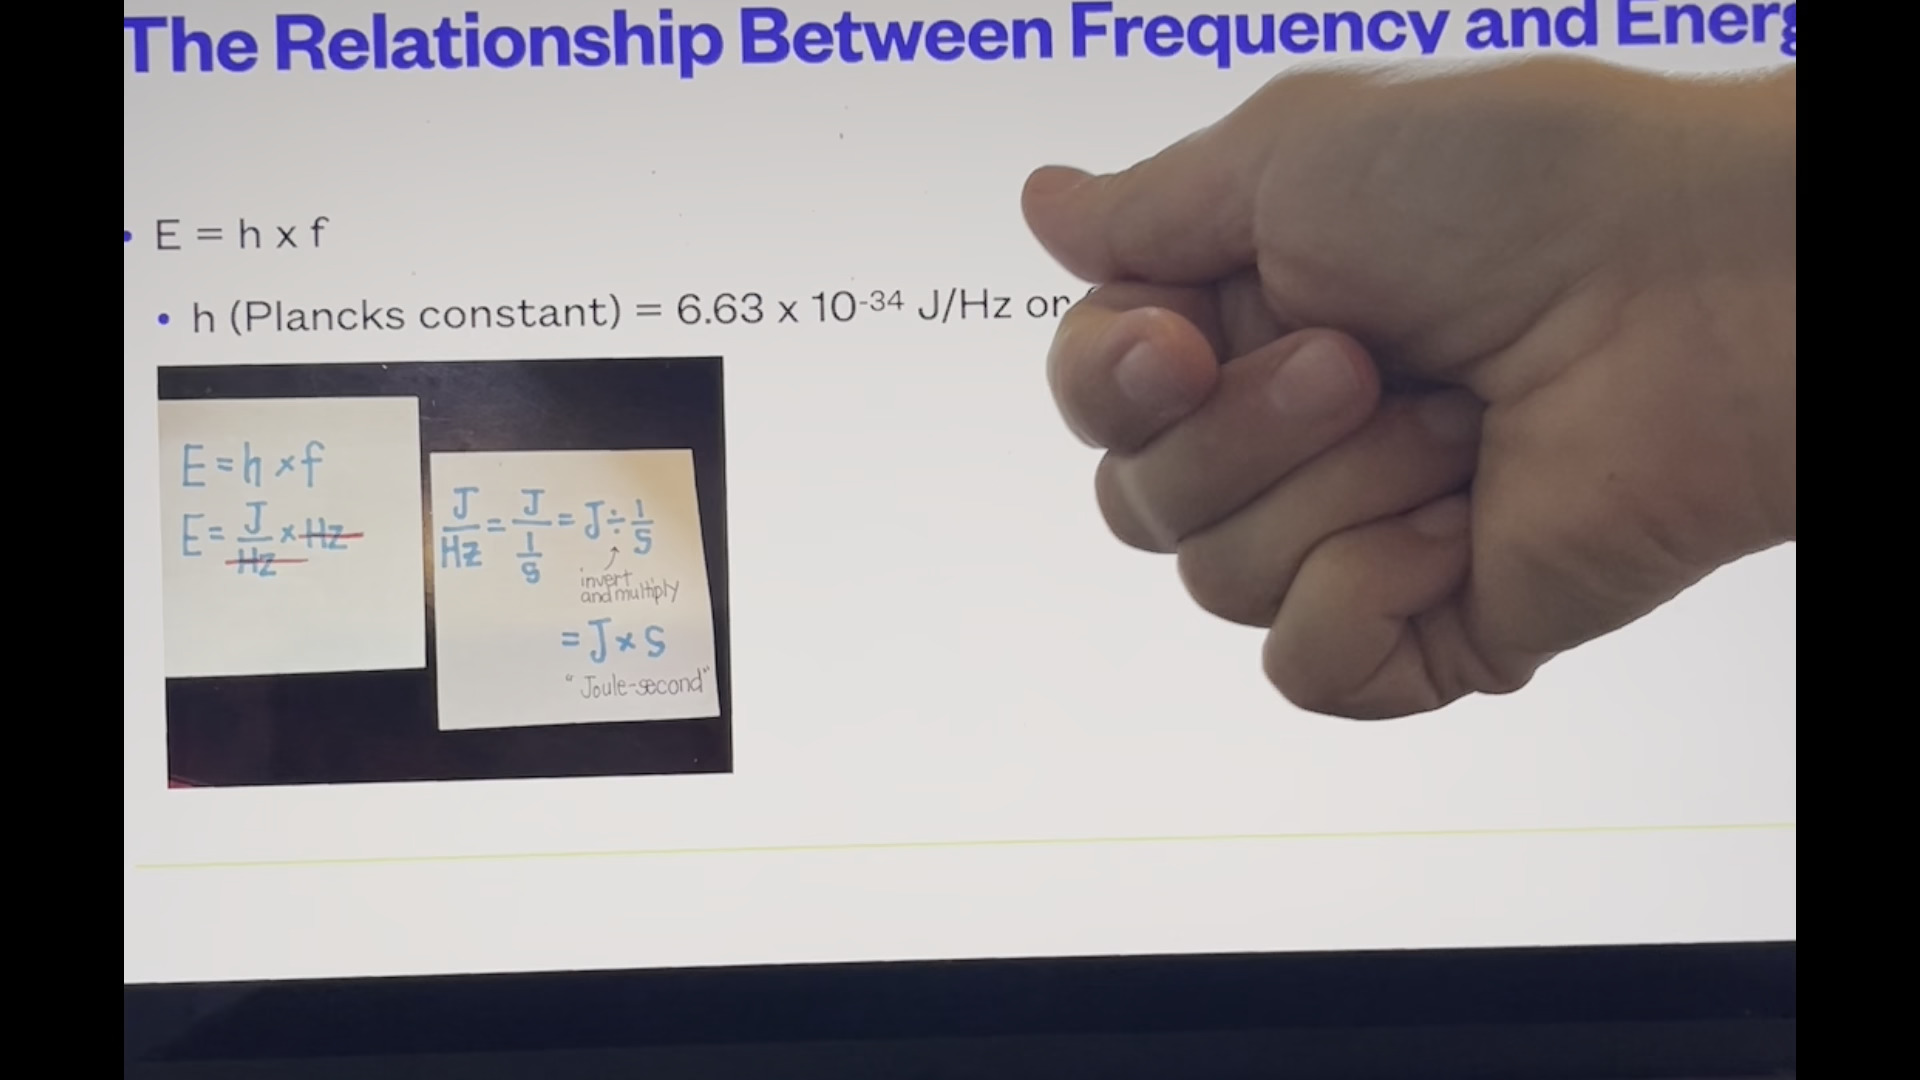 The Relationship Between Frequency and Energ
• E = h x f
• h (Plancks constant) = 6.63 x 10⁻³⁴ J/Hz or
E = h × f
E = J/Hz × Hz
J/Hz = J/(1/s) = J ÷ 1/s
invert
and multiply
= J × s
"Joule-second"